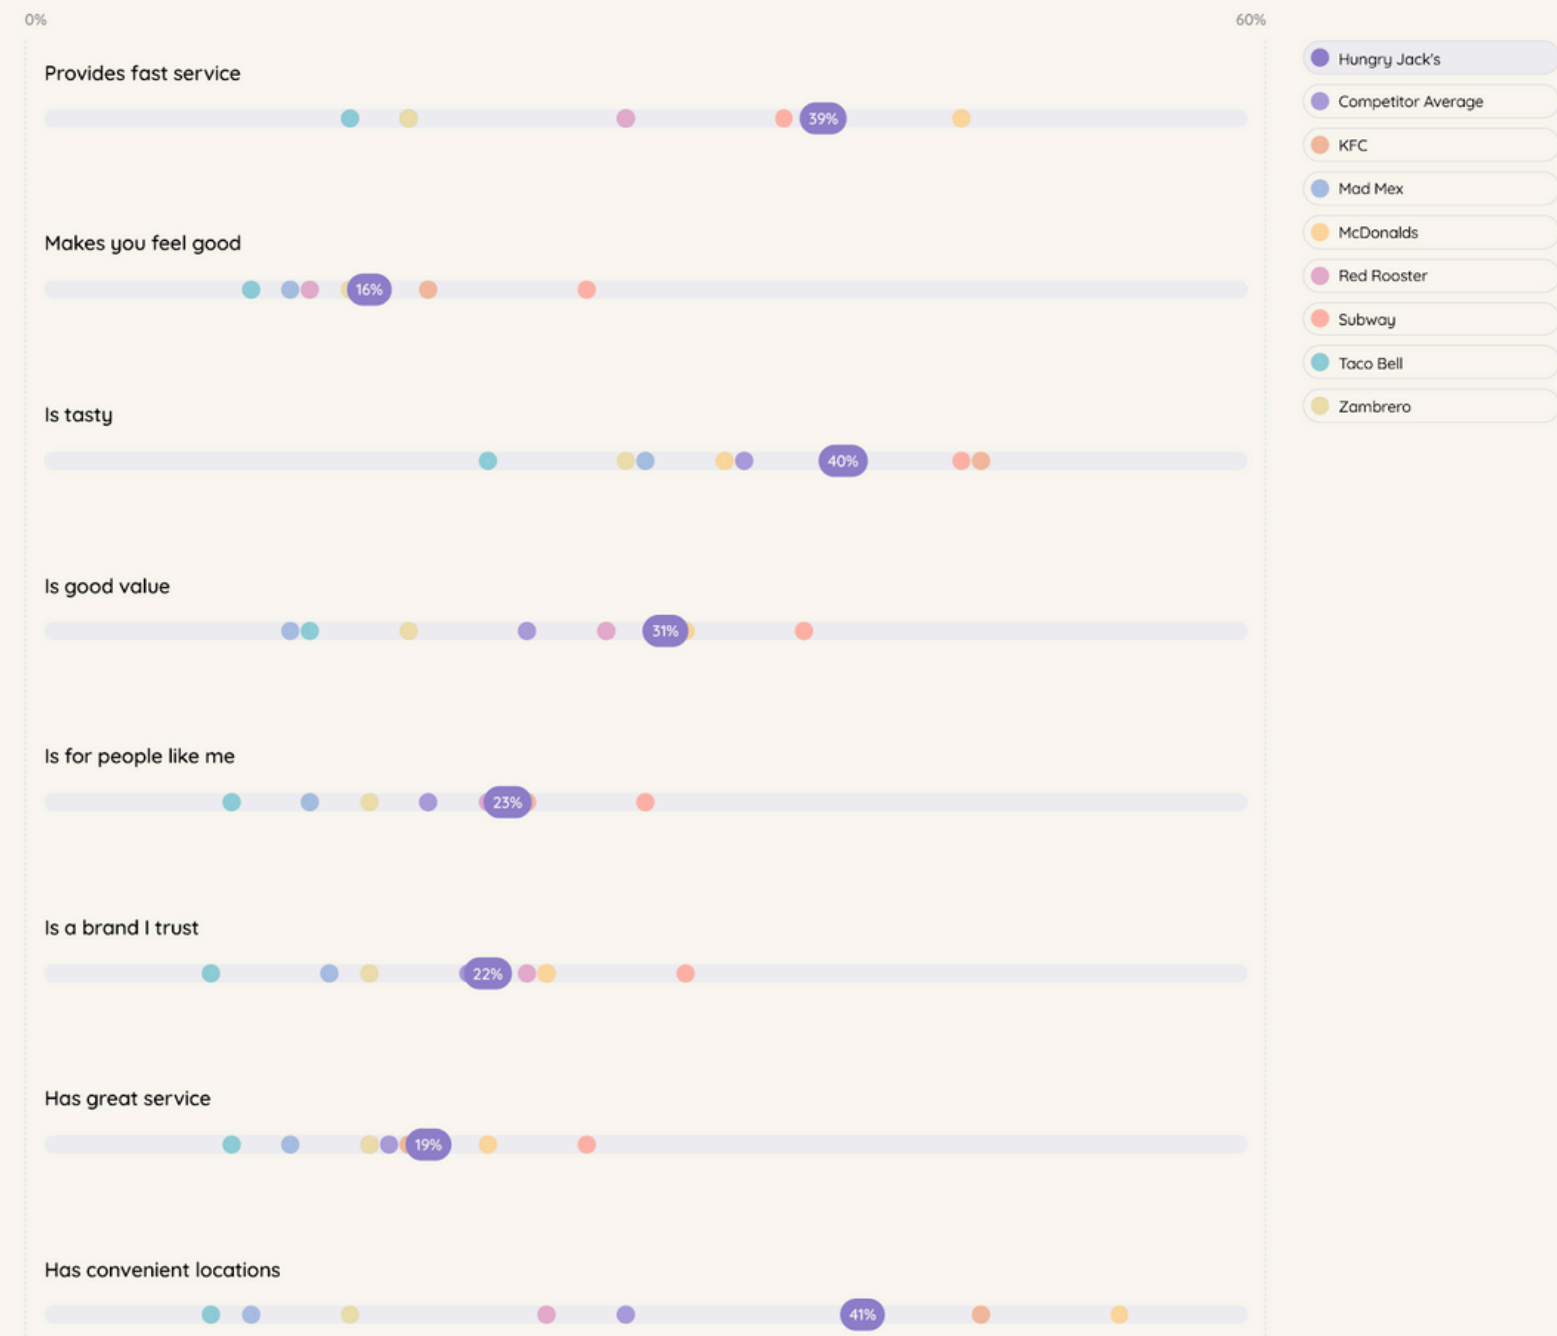 0%
60%
Provides fast service
39%
Makes you feel good
16%
Is tasty
40%
Is good value
31%
Is for people like me
23%
Is a brand I trust
22%
Has great service
19%
Has convenient locations
41%
Hungry Jack's
Competitor Average
KFC
Mad Mex
McDonalds
Red Rooster
Subway
Taco Bell
Zambrero